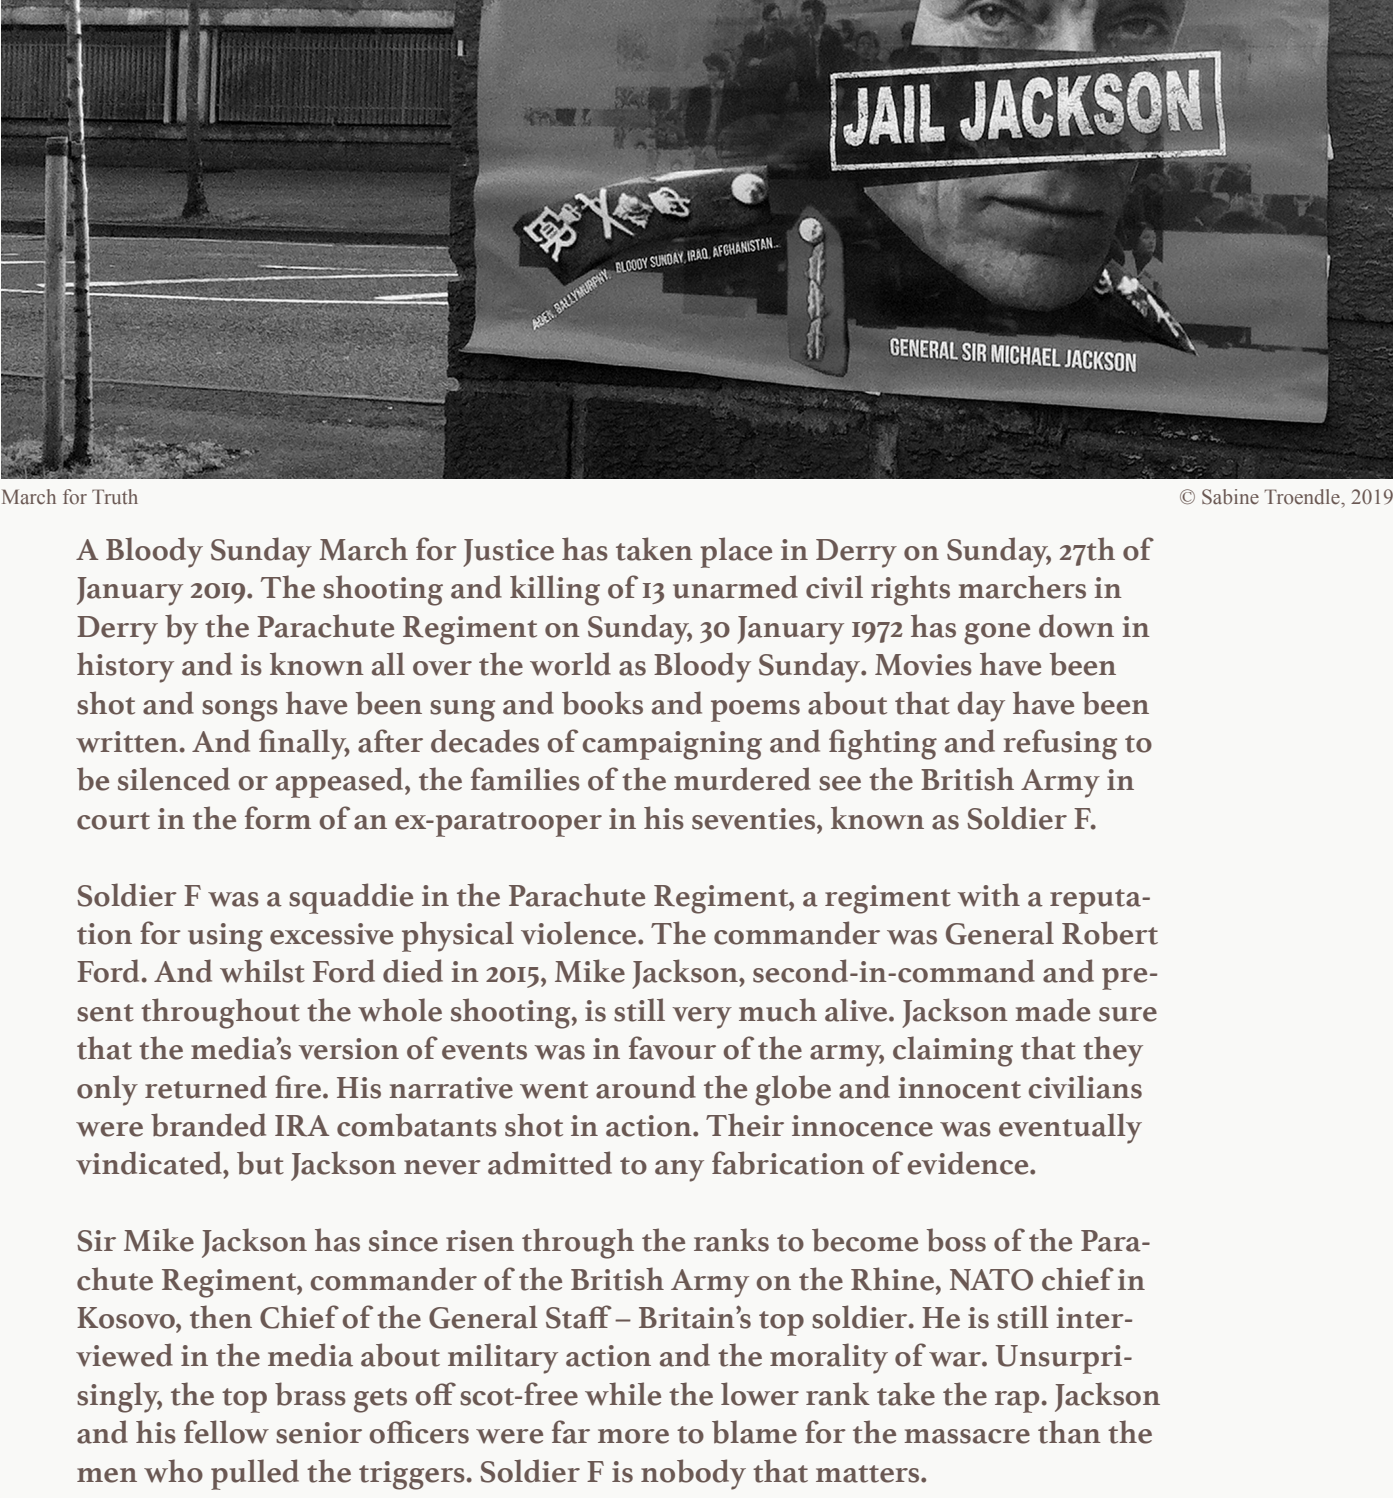 JAIL JACKSON
ER
ADEN, BALLYMURPHY, BLOODY SUNDAY, IRAQ, AFGHANISTAN...
GENERAL SIR MICHAEL JACKSON
March for Truth
© Sabine Troendle, 2019
A Bloody Sunday March for Justice has taken place in Derry on Sunday, 27th of
January 2019. The shooting and killing of 13 unarmed civil rights marchers in
Derry by the Parachute Regiment on Sunday, 30 January 1972 has gone down in
history and is known all over the world as Bloody Sunday. Movies have been
shot and songs have been sung and books and poems about that day have been
written. And finally, after decades of campaigning and fighting and refusing to
be silenced or appeased, the families of the murdered see the British Army in
court in the form of an ex-paratrooper in his seventies, known as Soldier F.
Soldier F was a squaddie in the Parachute Regiment, a regiment with a reputa-
tion for using excessive physical violence. The commander was General Robert
Ford. And whilst Ford died in 2015, Mike Jackson, second-in-command and pre-
sent throughout the whole shooting, is still very much alive. Jackson made sure
that the media’s version of events was in favour of the army, claiming that they
only returned fire. His narrative went around the globe and innocent civilians
were branded IRA combatants shot in action. Their innocence was eventually
vindicated, but Jackson never admitted to any fabrication of evidence.
Sir Mike Jackson has since risen through the ranks to become boss of the Para-
chute Regiment, commander of the British Army on the Rhine, NATO chief in
Kosovo, then Chief of the General Staff – Britain’s top soldier. He is still inter-
viewed in the media about military action and the morality of war. Unsurpri-
singly, the top brass gets off scot-free while the lower rank take the rap. Jackson
and his fellow senior officers were far more to blame for the massacre than the
men who pulled the triggers. Soldier F is nobody that matters.